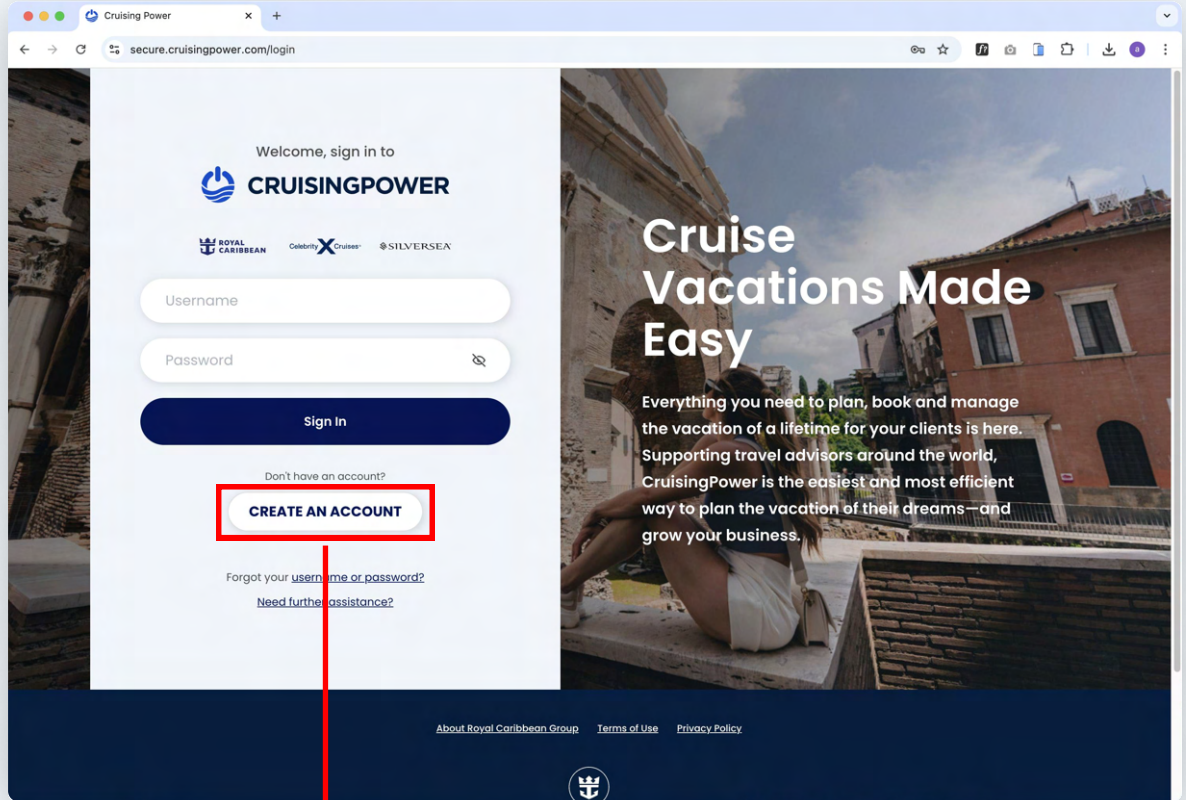 Cruising Power
secure.cruisingpower.com/login
a
Welcome, sign in to
CRUISINGPOWER
ROYAL CARIBBEAN
Celebrity X Cruises
SILVERSEA
Username
Password
Sign In
Don't have an account?
CREATE AN ACCOUNT
Forgot your username or password?
Need further assistance?
Cruise
Vacations Made
Easy
Everything you need to plan, book and manage
the vacation of a lifetime for your clients is here.
Supporting travel advisors around the world,
CruisingPower is the easiest and most efficient
way to plan the vacation of their dreams—and
grow your business.
About Royal Caribbean Group Terms of Use Privacy Policy